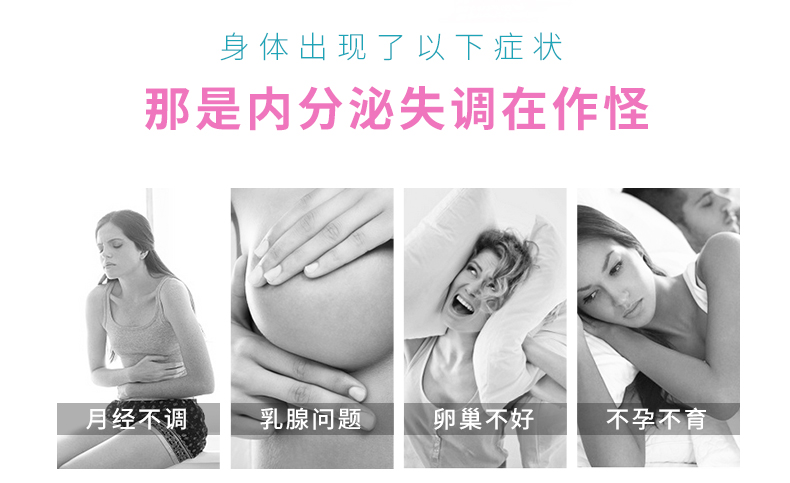 身体出现了以下症状
那是内分泌失调在作怪
月经不调
乳腺问题
卵巢不好
不孕不育